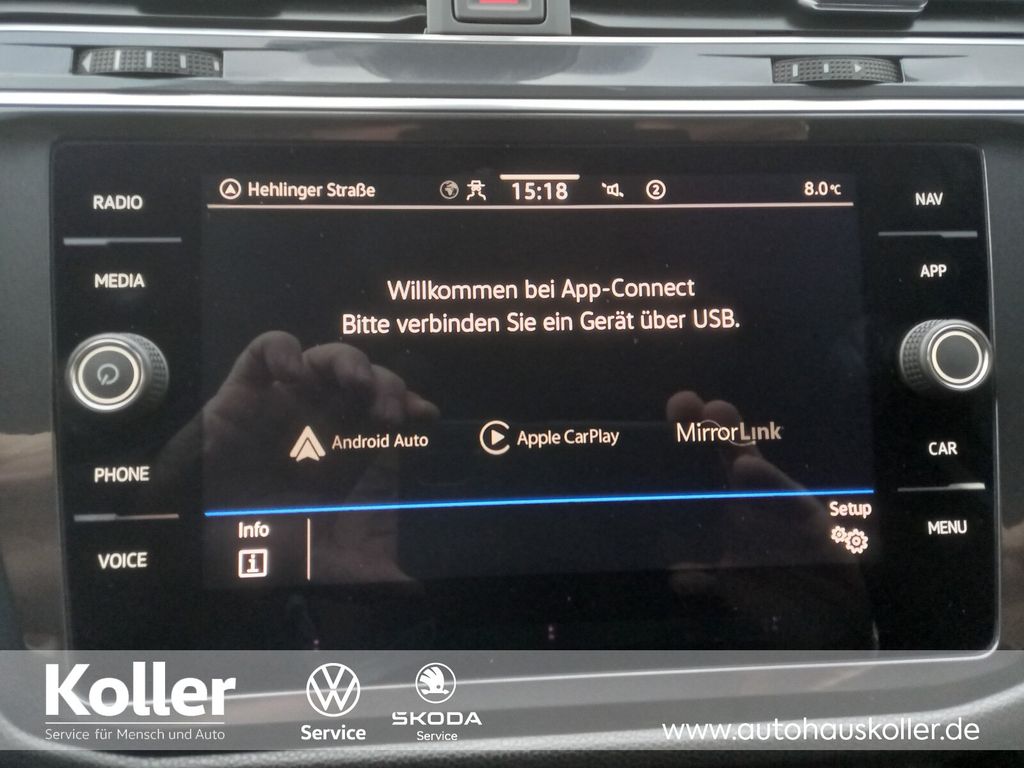 RADIO
MEDIA
PHONE
VOICE
Hehlinger Straße 15:18 2 8.0°C
Willkommen bei App-Connect
Bitte verbinden Sie ein Gerät über USB.
Android Auto Apple CarPlay MirrorLink
Info Setup
NAV
APP
CAR
MENU
Koller
Service für Mensch und Auto
Service
SKODA
Service
www.autohauskoller.de